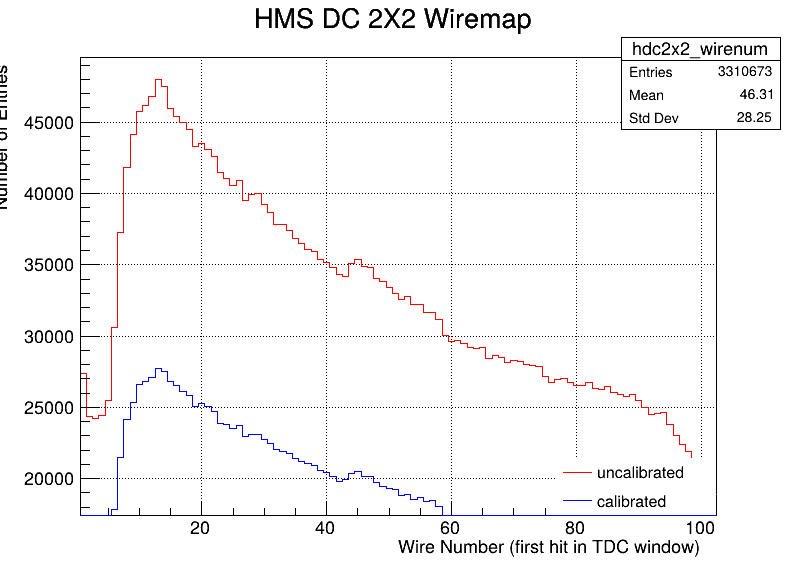 HMS DC 2X2 Wiremap
hdc2x2_wirenum
Entries 3310673
Mean 46.31
Std Dev 28.25
Number of Entries
45000
40000
35000
30000
25000
20000
uncalibrated
calibrated
20 40 60 80 100
Wire Number (first hit in TDC window)